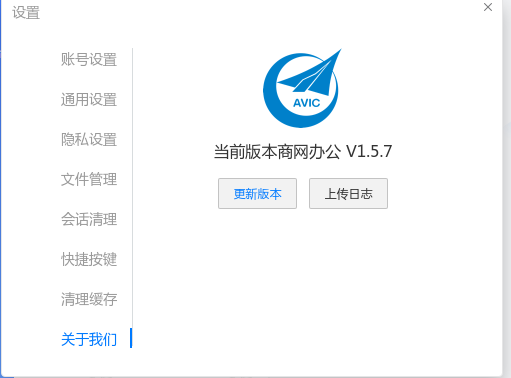 设置
账号设置
通用设置
隐私设置
文件管理
会话清理
快捷按键
清理缓存
关于我们
AVIC
当前版本商网办公 V1.5.7
更新版本
上传日志